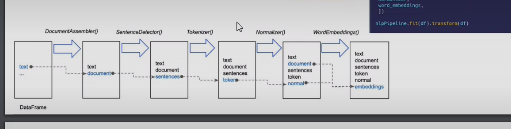 word_embeddings,
])
nlpPipeline.fit(df).transform(df)
DocumentAssembler() SentenceDetector() Tokenizer() Normalizer() WordEmbeddings()
text
...
text
document
text
document
sentences
text
document
sentences
token
text
document
sentences
token
normal
text
document
sentences
token
normal
embeddings
DataFrame